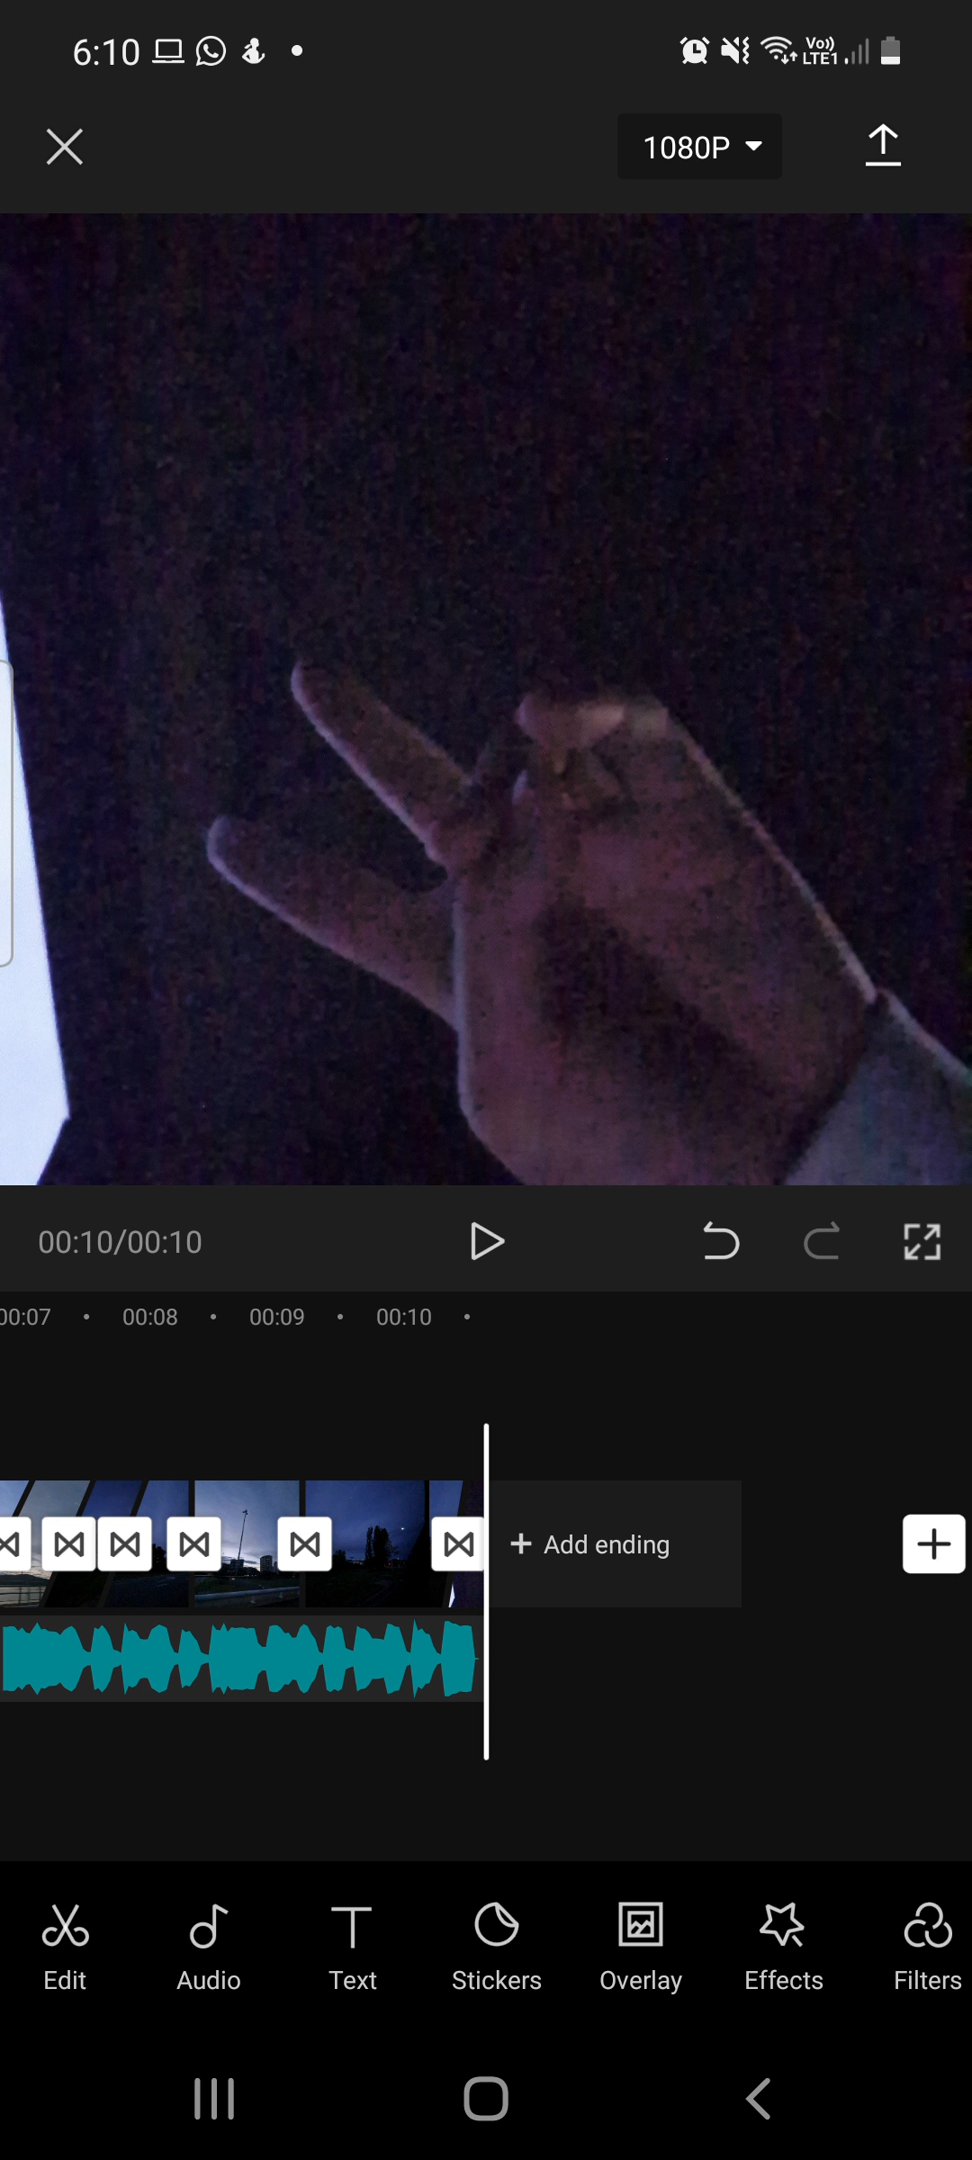 6:10
Vo))
LTE1
1080P
00:10/00:10
00:07 00:08 00:09 00:10
+ Add ending
Edit Audio Text Stickers Overlay Effects Filters